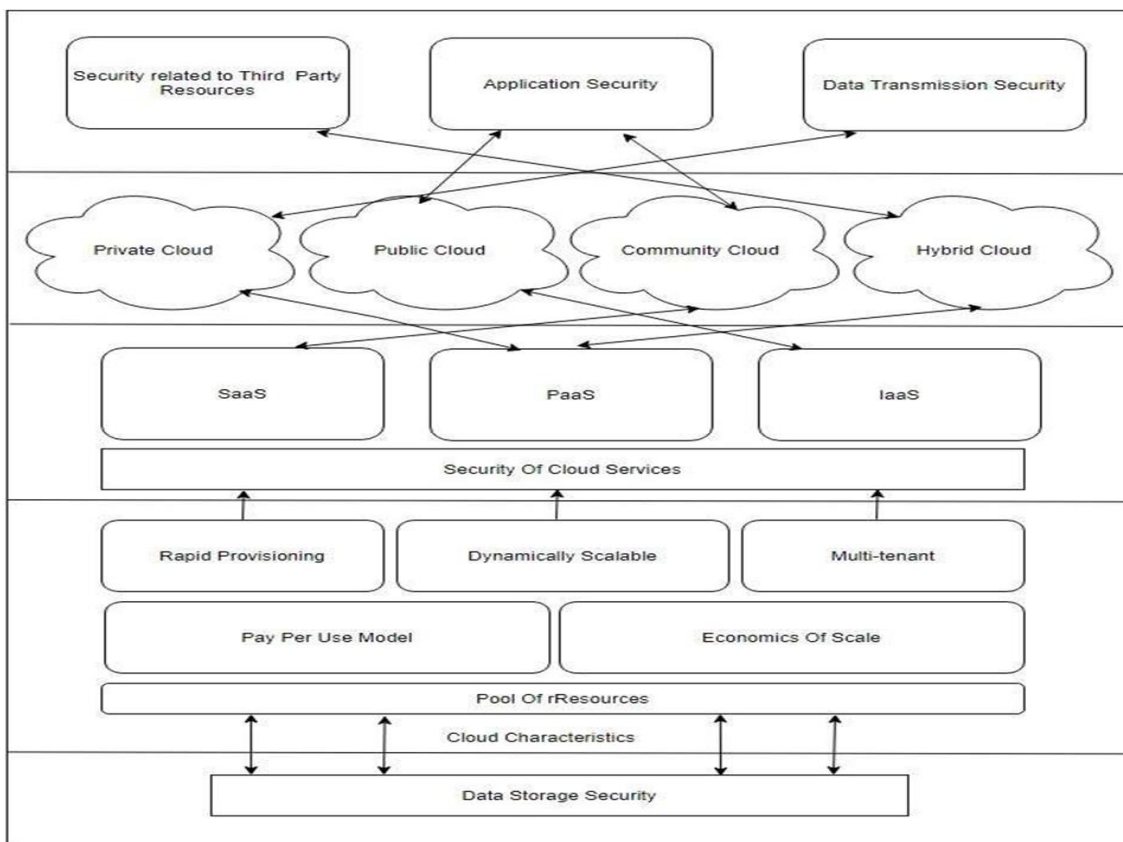 Security related to Third Party
Resources
Application Security
Data Transmission Security
Private Cloud
Public Cloud
Community Cloud
Hybrid Cloud
SaaS
PaaS
IaaS
Security Of Cloud Services
Rapid Provisioning
Dynamically Scalable
Multi-tenant
Pay Per Use Model
Economics Of Scale
Pool Of rResources
Cloud Characteristics
Data Storage Security